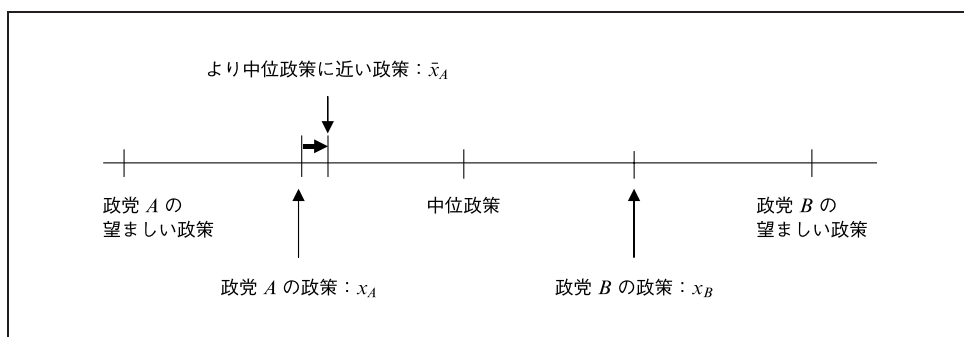 より中位政策に近い政策：x̄_A
政党 A の
望ましい政策
中位政策
政党 B の
望ましい政策
政党 A の政策：x_A
政党 B の政策：x_B